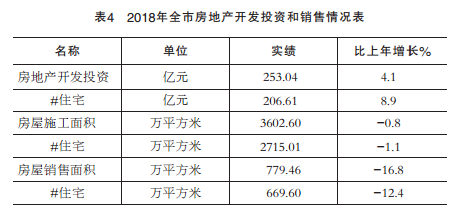 表4 2018年全市房地产开发投资和销售情况表
名称 单位 实绩 比上年增长%
房地产开发投资 亿元 253.04 4.1
#住宅 亿元 206.61 8.9
房屋施工面积 万平方米 3602.60 -0.8
#住宅 万平方米 2715.01 -1.1
房屋销售面积 万平方米 779.46 -16.8
#住宅 万平方米 669.60 -12.4